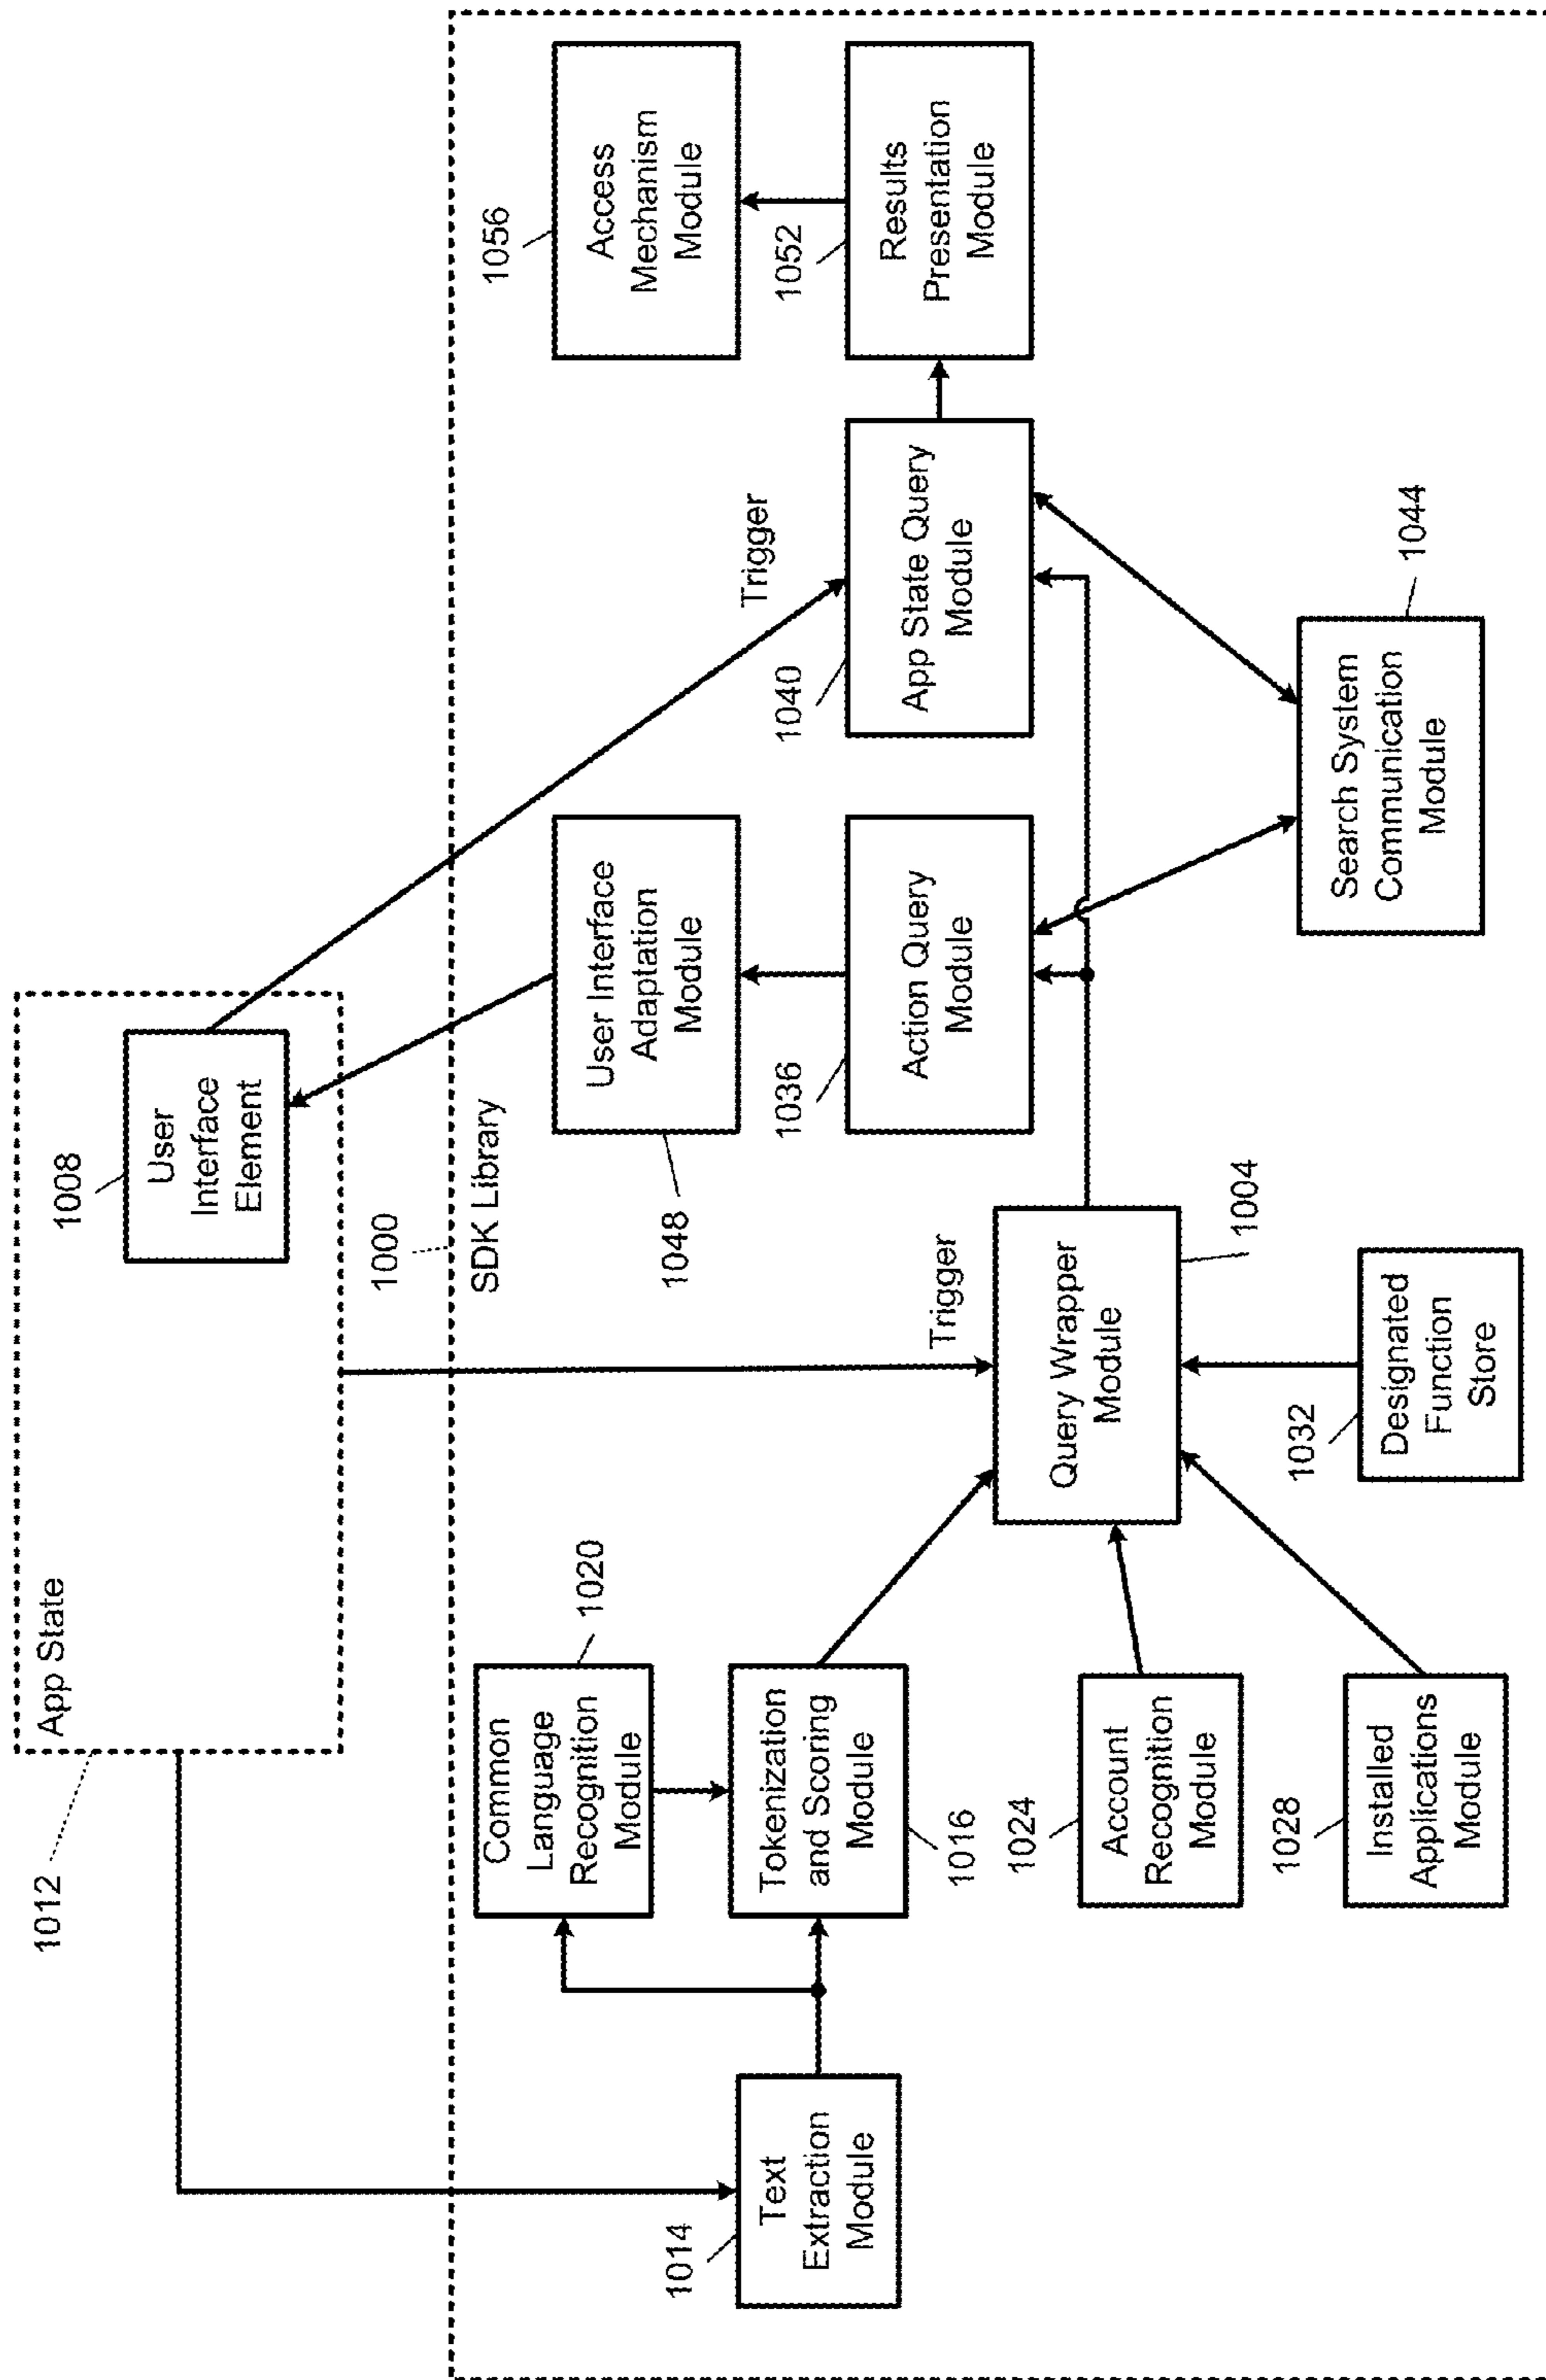 1012
App State
1008
User
Interface
Element
1000
SDK Library
1014
Text
Extraction
Module
Common
Language
Recognition
Module
1020
Tokenization
and Scoring
Module
1016
1024
Account
Recognition
Module
1028
Installed
Applications
Module
Trigger
Query Wrapper
Module
1004
1032
Designated
Function
Store
User Interface
Adaptation
Module
1048
1036
Action Query
Module
Trigger
1040
App State Query
Module
Search System
Communication
Module
1044
1056
Access
Mechanism
Module
1052
Results
Presentation
Module